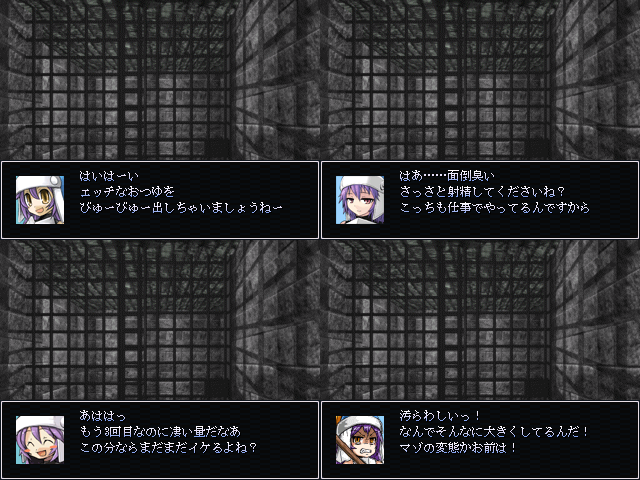 はいはーい
エッヂなおつゆを
びゅーびゅー出しちゃいましょうねー
はあ……面倒臭い
さっさと射精してくださいね？
こっちも仕事でやってるんですから
あははっ
もう3回目なのに凄い量だなあ
この分ならまだまだイケるよね？
汚らわしいっ！
なんでそんなに大きくしてるんだ！
マゾの変態かお前は！